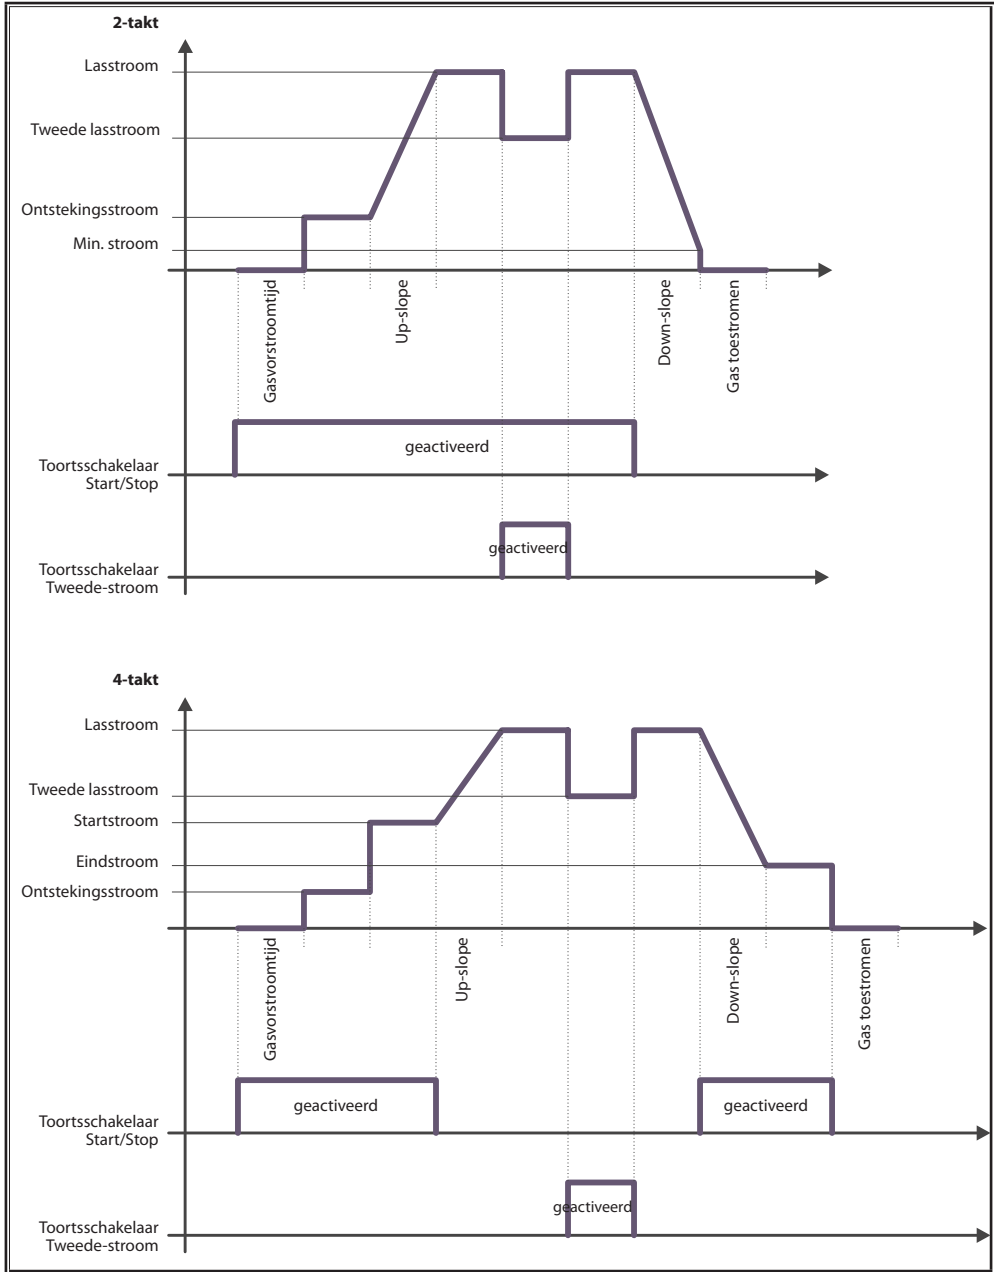 2-takt
Lasstroom
Tweede lasstroom
Ontstekingsstroom
Min. stroom
Gasvorstroomtijd
Up-slope
Down-slope
Gas toestromen
geactiveerd
Toortsschakelaar
Start/Stop
geactiveerd
Toortsschakelaar
Tweede-stroom
4-takt
Lasstroom
Tweede lasstroom
Startstroom
Eindstroom
Ontstekingsstroom
Gasvorstroomtijd
Up-slope
Down-slope
Gas toestromen
geactiveerd
geactiveerd
Toortsschakelaar
Start/Stop
geactiveerd
Toortsschakelaar
Tweede-stroom